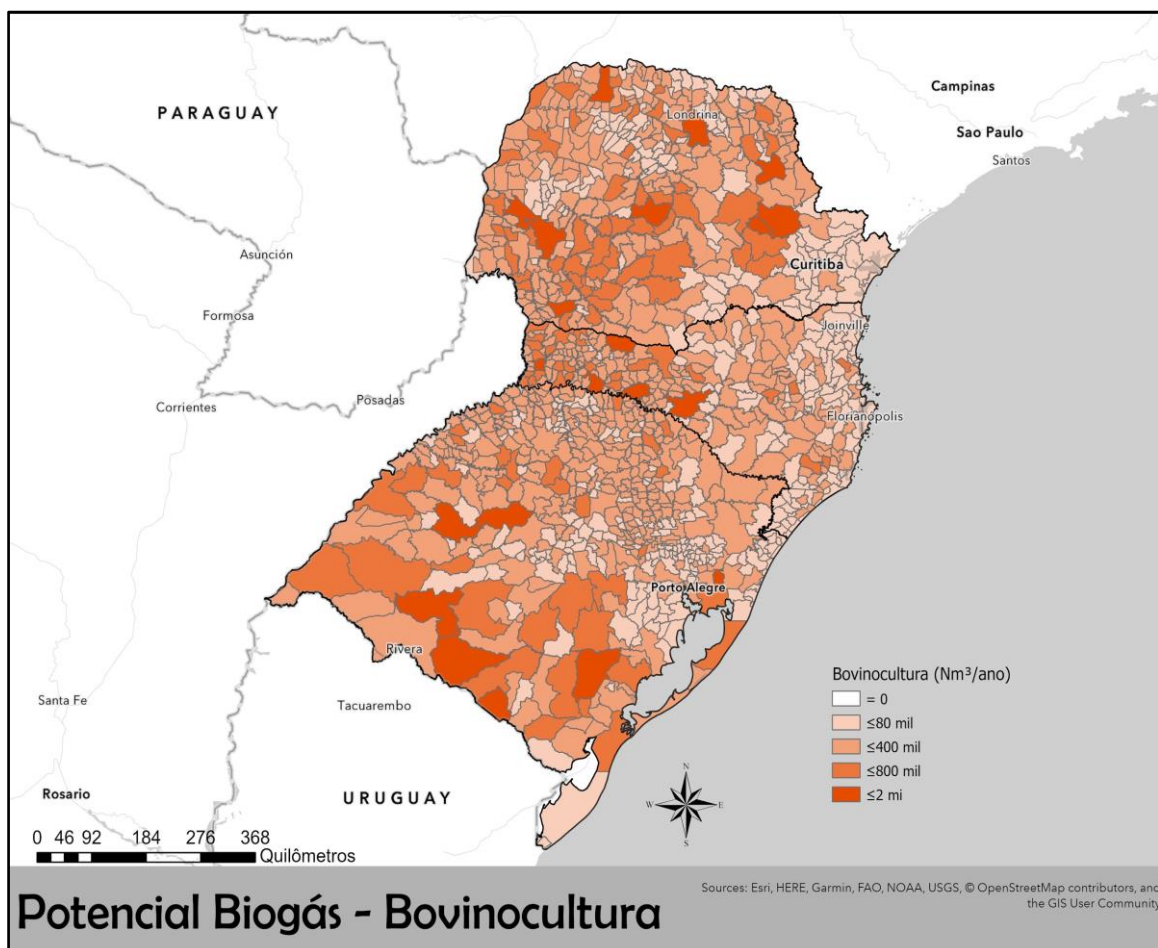 PARAGUAY
Campinas
Sao Paulo
Santos
Londrina
Asunción
Curitiba
Formosa
Joinville
Corrientes
Posadas
Florianópolis
Porto Alegre
Rivera
Santa Fe
Tacuarembo
Rosario
URUGUAY
Bovinocultura (Nm³/ano)
= 0
≤80 mil
≤400 mil
≤800 mil
≤2 mi
N
W E
S
0 46 92 184 276 368
Quilômetros
Potencial Biogás - Bovinocultura
Sources: Esri, HERE, Garmin, FAO, NOAA, USGS, © OpenStreetMap contributors, and
the GIS User Community